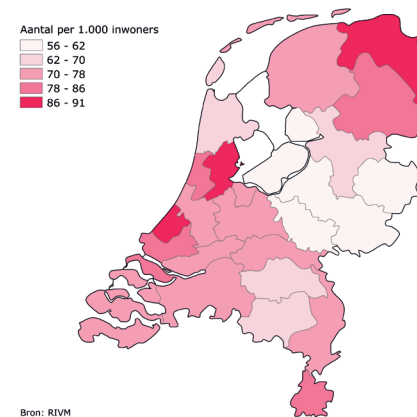 Aantal per 1.000 inwoners
56 - 62
62 - 70
70 - 78
78 - 86
86 - 91
Bron: RIVM